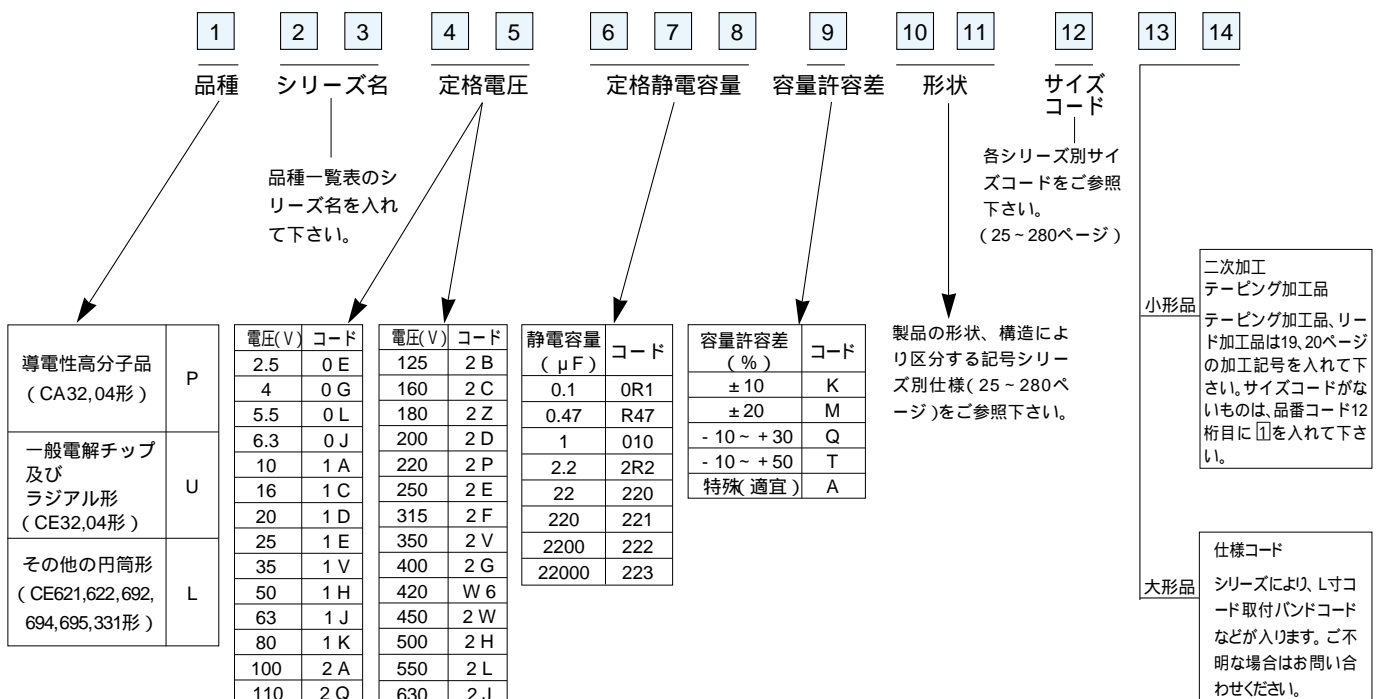 1 2 3 4 5 6 7 8 9 10 11 12 13 14
品種 シリーズ名 定格電圧 定格静電容量 容量許容差 形状 サイズ
コード
品種一覧表のシ
リーズ名を入れ
て下さい。
各シリーズ別サイ
ズコードをご参照
下さい。
(25~280ページ)
導電性高分子品
(CA32,04形)
P
一般電解チップ
及び
ラジアル形
(CE32,04形)
U
その他の円筒形
(CE621,622,692,
694,695,331形)
L
電圧(V) コード
2.5 0E
4 0G
5.5 0L
6.3 0J
10 1A
16 1C
20 1D
25 1E
35 1V
50 1H
63 1J
80 1K
100 2A
110 2Q
電圧(V) コード
125 2B
160 2C
180 2Z
200 2D
220 2P
250 2E
315 2F
350 2V
400 2G
420 W6
450 2W
500 2H
550 2L
630 2J
静電容量
(μF)
コード
0.1 0R1
0.47 R47
1 010
2.2 2R2
22 220
220 221
2200 222
22000 223
容量許容差
(%)
コード
±10 K
±20 M
-10~+30 Q
-10~+50 T
特殊(適宜) A
製品の形状、構造によ
り区分する記号シリー
ズ別仕様(25~280ペ
ージ)をご参照下さい。
小形品
二次加工
テーピング加工品
テーピング加工品、リー
ド加工品は19、20ページ
の加工記号を入れて下
さい。サイズコードがな
いものは、品番コード12
桁目に1を入れて下さ
い。
大形品
仕様コード
シリーズにより、L寸コ
ード取付バンドコード
などが入ります。ご不
明な場合はお問い合
わせください。